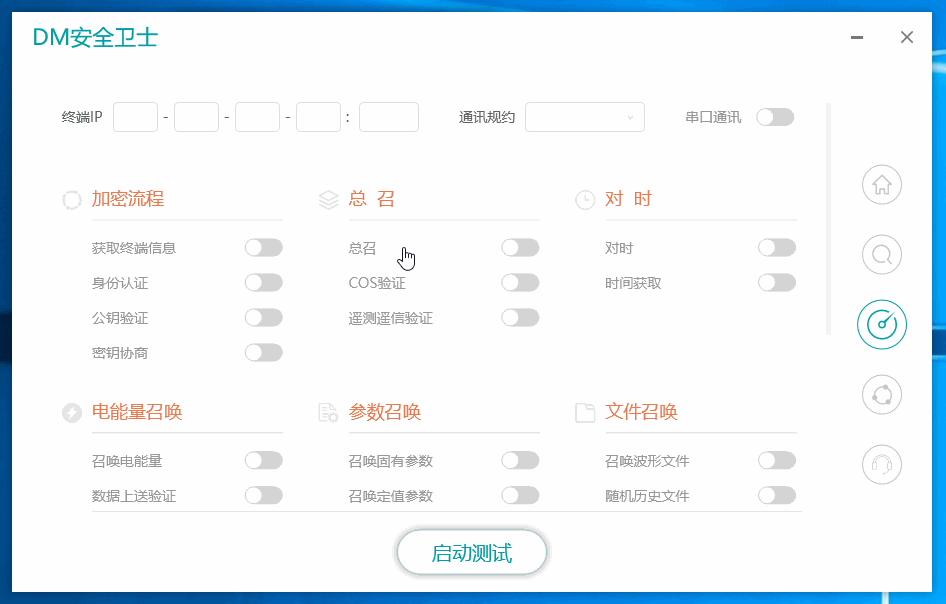 DM安全卫士
终端IP - - - : 通讯规约 串口通讯
加密流程 总 召 对 时
获取终端信息 总召 对时
身份认证 COS验证 时间获取
公钥验证 遥测遥信验证
密钥协商
电能量召唤 参数召唤 文件召唤
召唤电能量 召唤固有参数 召唤波形文件
数据上送验证 召唤定值参数 随机历史文件
启动测试